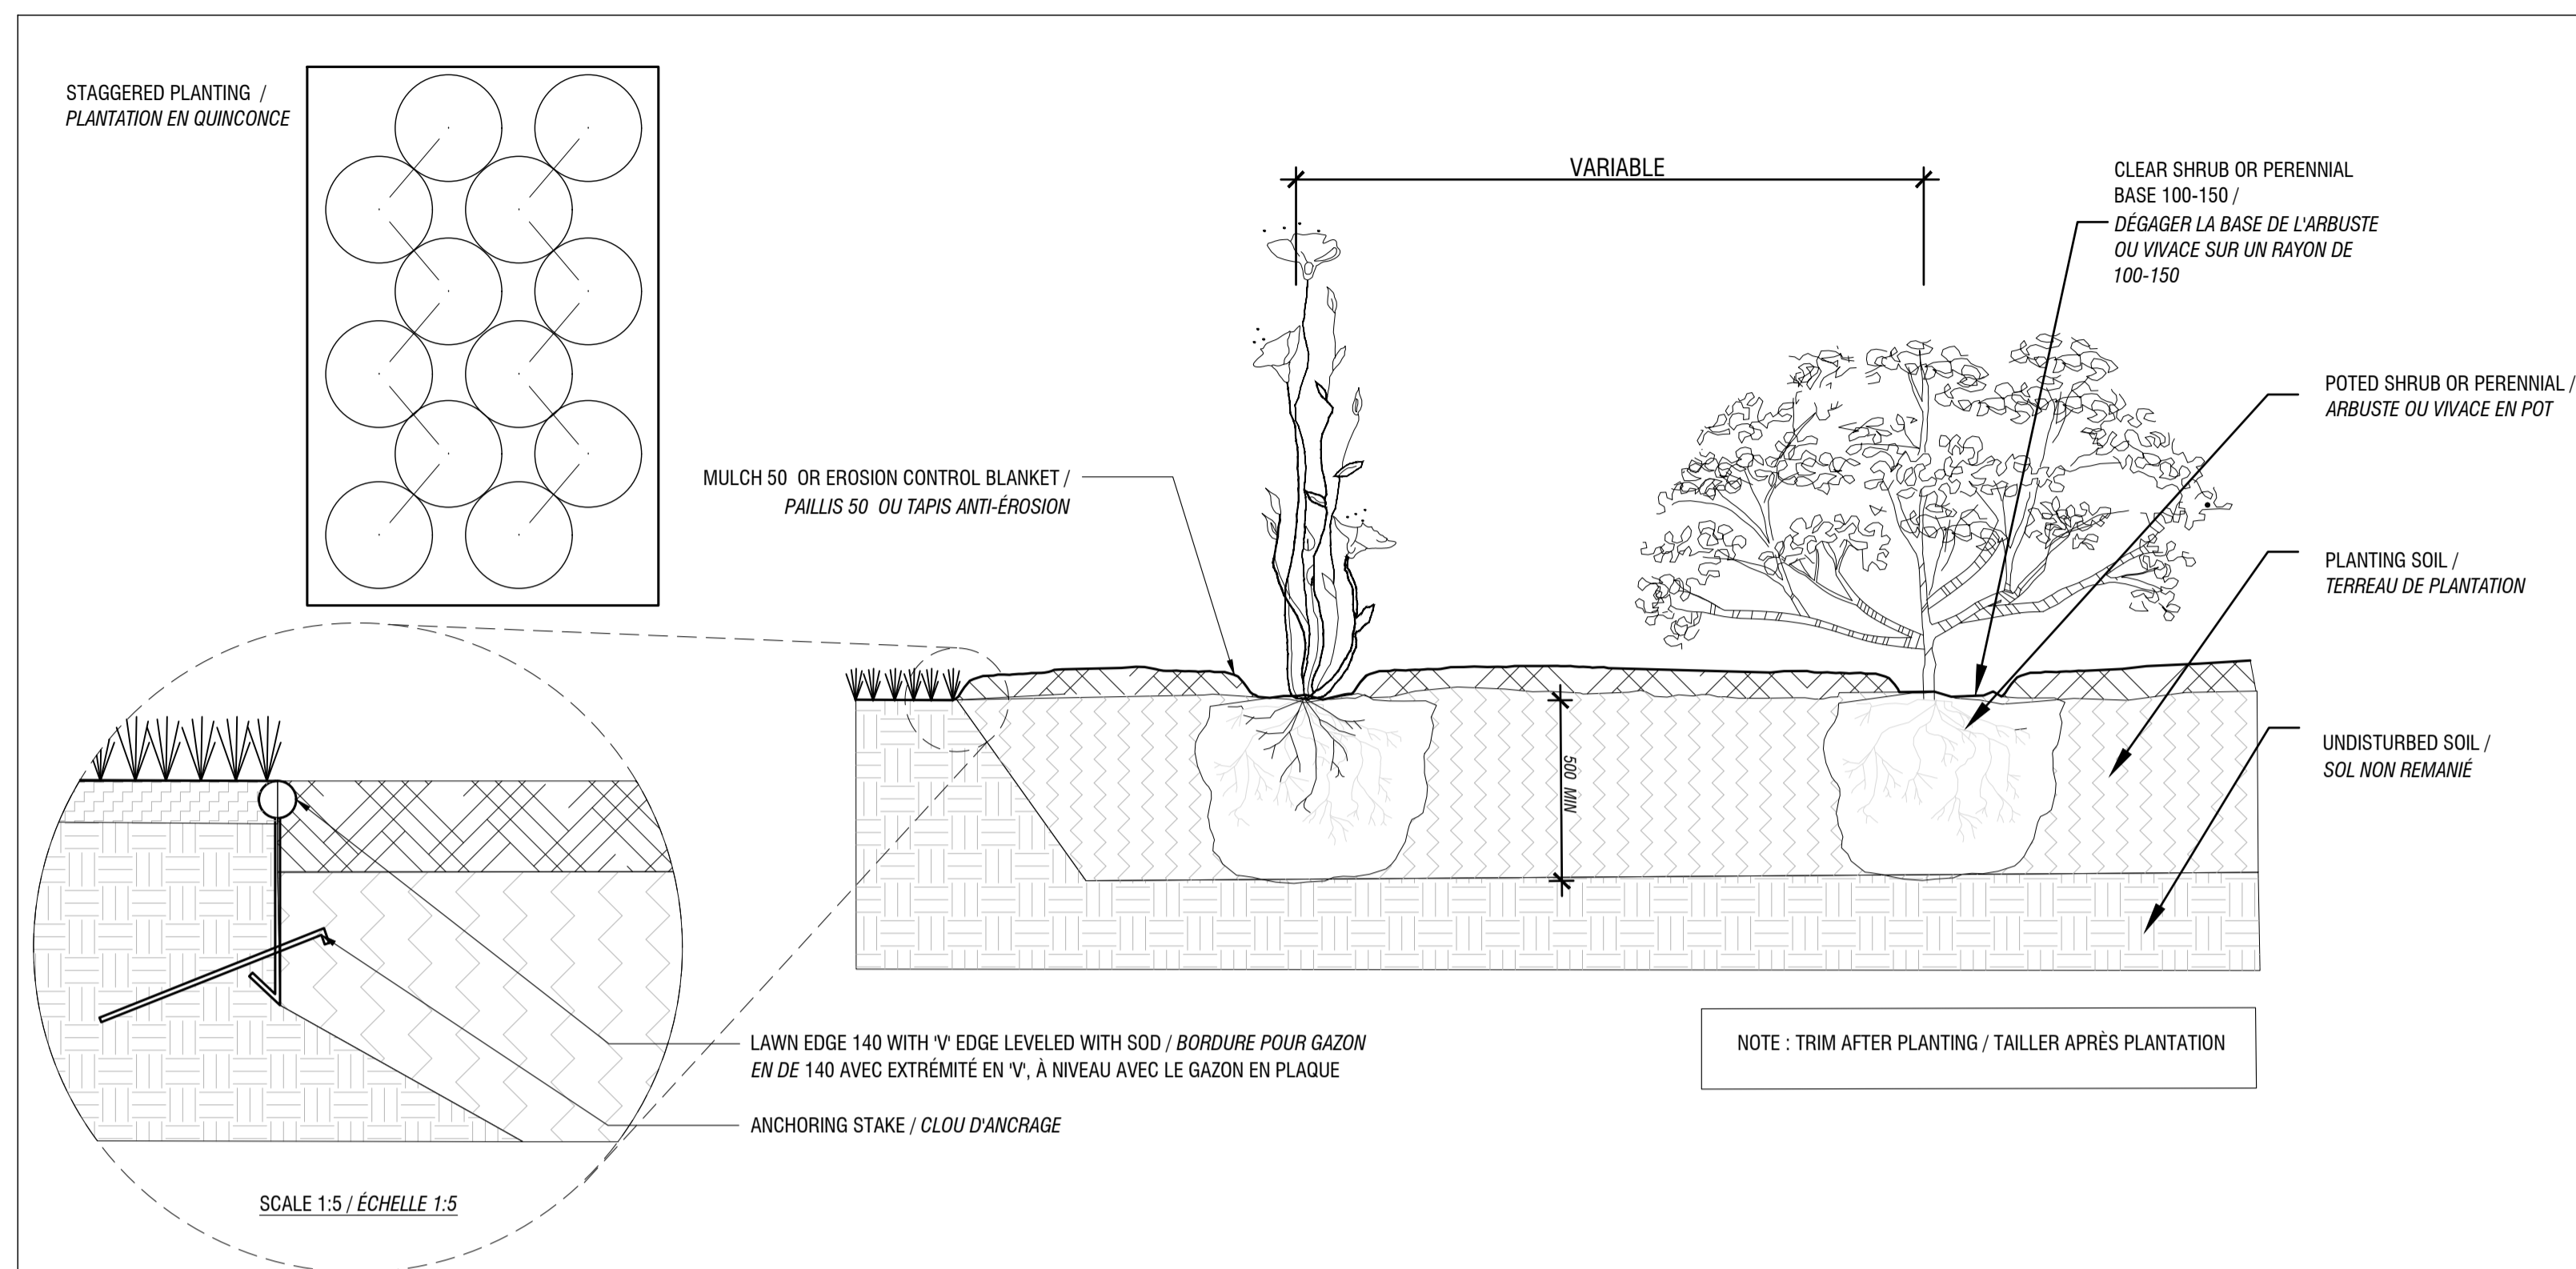 STAGGERED PLANTING /
PLANTATION EN QUINCONCE
VARIABLE
CLEAR SHRUB OR PERENNIAL
BASE 100-150 /
DÉGAGER LA BASE DE L'ARBUSTE
OU VIVACE SUR UN RAYON DE
100-150
POTED SHRUB OR PERENNIAL /
ARBUSTE OU VIVACE EN POT
MULCH 50 OR EROSION CONTROL BLANKET /
PAILLIS 50 OU TAPIS ANTI-ÉROSION
PLANTING SOIL /
TERREAU DE PLANTATION
UNDISTURBED SOIL /
SOL NON REMANIÉ
500 MIN
LAWN EDGE 140 WITH 'V' EDGE LEVELED WITH SOD / BORDURE POUR GAZON
EN DE 140 AVEC EXTRÉMITÉ EN 'V', À NIVEAU AVEC LE GAZON EN PLAQUE
ANCHORING STAKE / CLOU D'ANCRAGE
NOTE : TRIM AFTER PLANTING / TAILLER APRÈS PLANTATION
SCALE 1:5 / ÉCHELLE 1:5